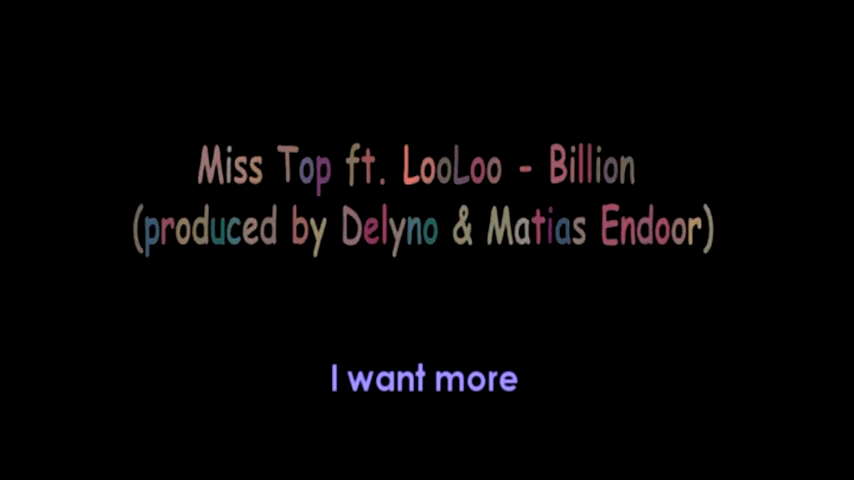 Miss Top ft. LooLoo - Billion
(produced by Delyno & Matias Endoor)
I want more